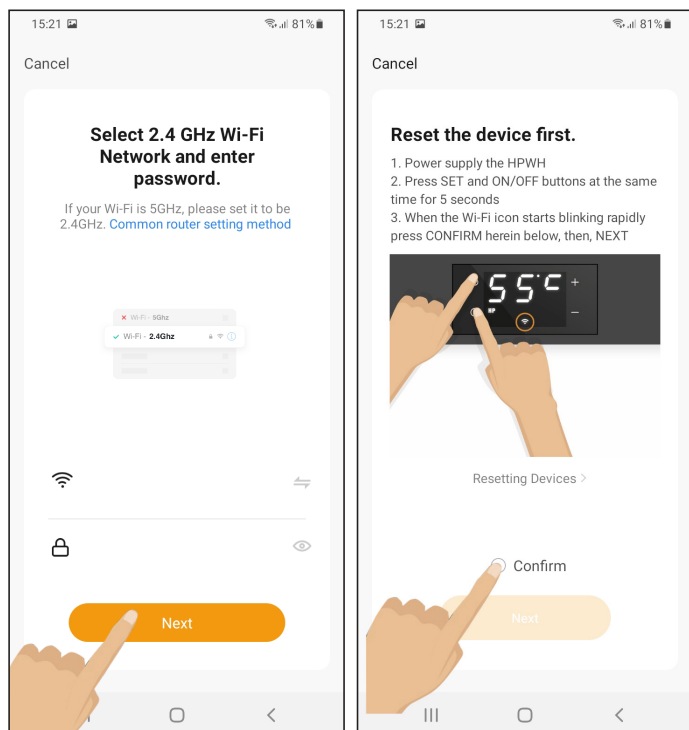 15:21 81%
Cancel
Select 2.4 GHz Wi-Fi
Network and enter
password.
If your Wi-Fi is 5GHz, please set it to be
2.4GHz. Common router setting method
Wi-Fi - 5Ghz
Wi-Fi - 2.4Ghz
Next
15:21 81%
Cancel
Reset the device first.
1. Power supply the HPWH
2. Press SET and ON/OFF buttons at the same
time for 5 seconds
3. When the Wi-Fi icon starts blinking rapidly
press CONFIRM herein below, then, NEXT
55°C +
HP −
Resetting Devices >
Confirm
Next